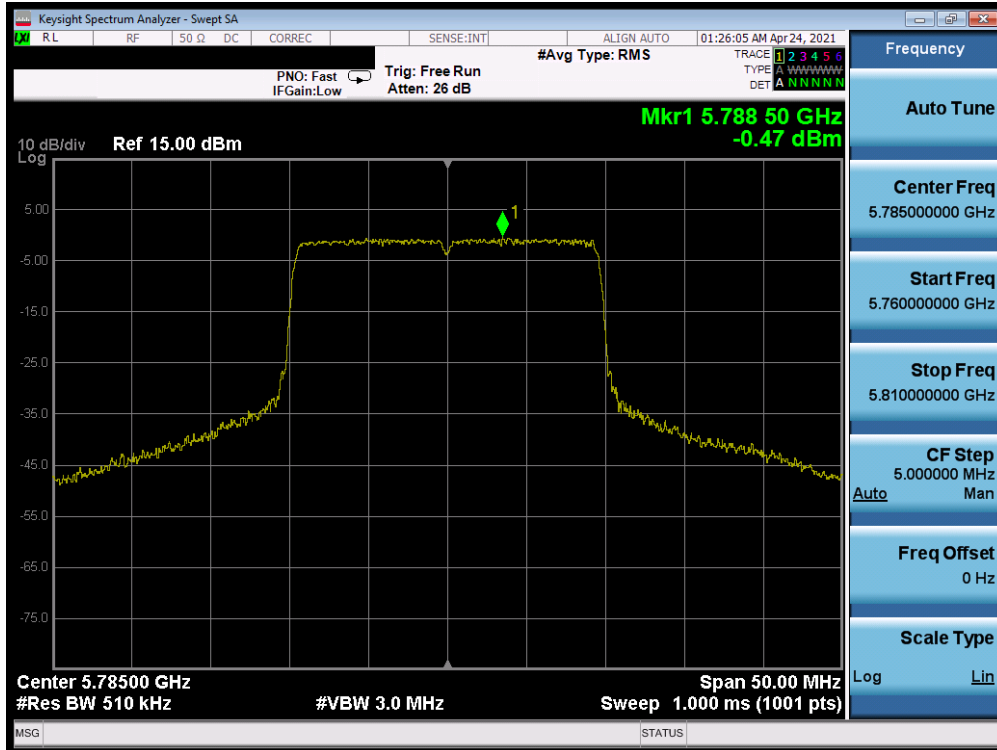 Keysight Spectrum Analyzer - Swept SA
LXI RL RF 50 Ω DC CORREC SENSE:INT ALIGN AUTO 01:26:05 AM Apr 24, 2021
#Avg Type: RMS TRACE 1 2 3 4 5 6
PNO: Fast Trig: Free Run TYPE A WWWWW
IFGain:Low Atten: 26 dB DET A N N N N N
Mkr1 5.788 50 GHz
-0.47 dBm
10 dB/div Ref 15.00 dBm
Log
1
5.00
-5.00
-15.0
-25.0
-35.0
-45.0
-55.0
-65.0
-75.0
Center 5.78500 GHz Span 50.00 MHz
#Res BW 510 kHz #VBW 3.0 MHz Sweep 1.000 ms (1001 pts)
MSG STATUS
Frequency
Auto Tune
Center Freq
5.785000000 GHz
Start Freq
5.760000000 GHz
Stop Freq
5.810000000 GHz
CF Step
5.000000 MHz
Auto Man
Freq Offset
0 Hz
Scale Type
Log Lin